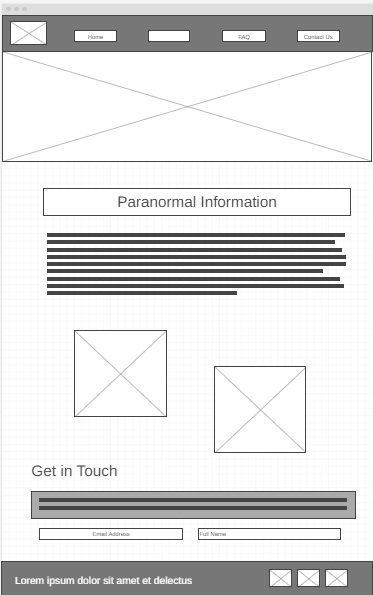 Home
FAQ
Contact Us
Paranormal Information
Get in Touch
Email Address
Full Name
Lorem ipsum dolor sit amet et delectus